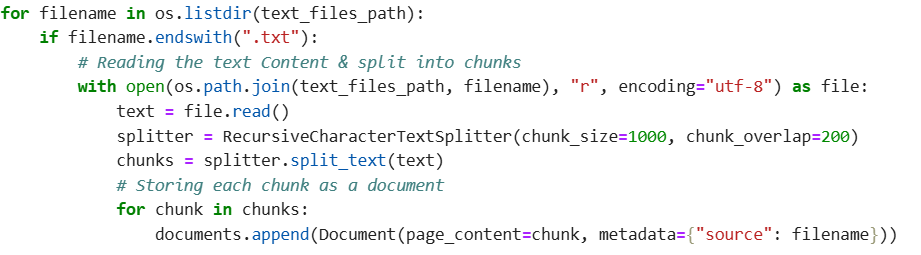 for filename in os.listdir(text_files_path):
    if filename.endswith(".txt"):
        # Reading the text Content & split into chunks
        with open(os.path.join(text_files_path, filename), "r", encoding="utf-8") as file:
            text = file.read()
            splitter = RecursiveCharacterTextSplitter(chunk_size=1000, chunk_overlap=200)
            chunks = splitter.split_text(text)
            # Storing each chunk as a document
            for chunk in chunks:
                documents.append(Document(page_content=chunk, metadata={"source": filename}))